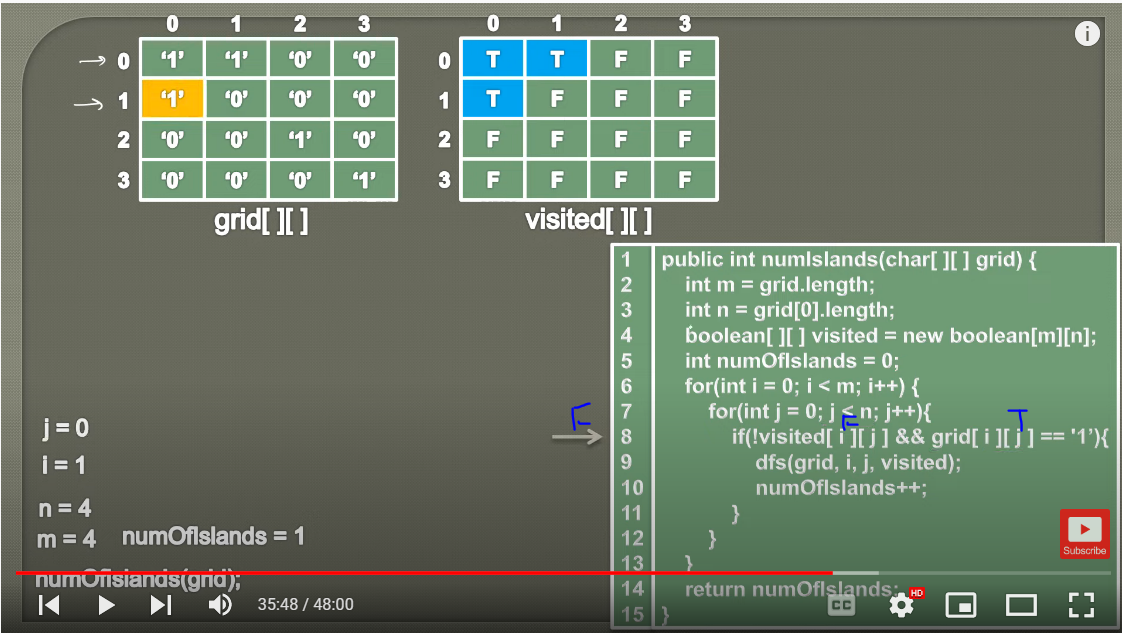 0 1 2 3
0 '1' '1' '0' '0'
1 '1' '0' '0' '0'
2 '0' '0' '1' '0'
3 '0' '0' '0' '1'
grid[ ][ ]
0 1 2 3
0 T T F F
1 T F F F
2 F F F F
3 F F F F
visited[ ][ ]
i
1 public int numIslands(char[ ][ ] grid) {
2 int m = grid.length;
3 int n = grid[0].length;
4 boolean[ ][ ] visited = new boolean[m][n];
5 int numOfIslands = 0;
6 for(int i = 0; i < m; i++) {
7 for(int j = 0; j < n; j++){
F F T
8 if(!visited[ i ][ j ] && grid[ i ][ j ] == '1'){
9 dfs(grid, i, j, visited);
10 numOfIslands++;
11 }
12 }
13 }
14 return numOfIslands;
15 }
j = 0
i = 1
n = 4
m = 4 numOfIslands = 1
numOfIslands(grid);
Subscribe
35:48 / 48:00
CC
HD